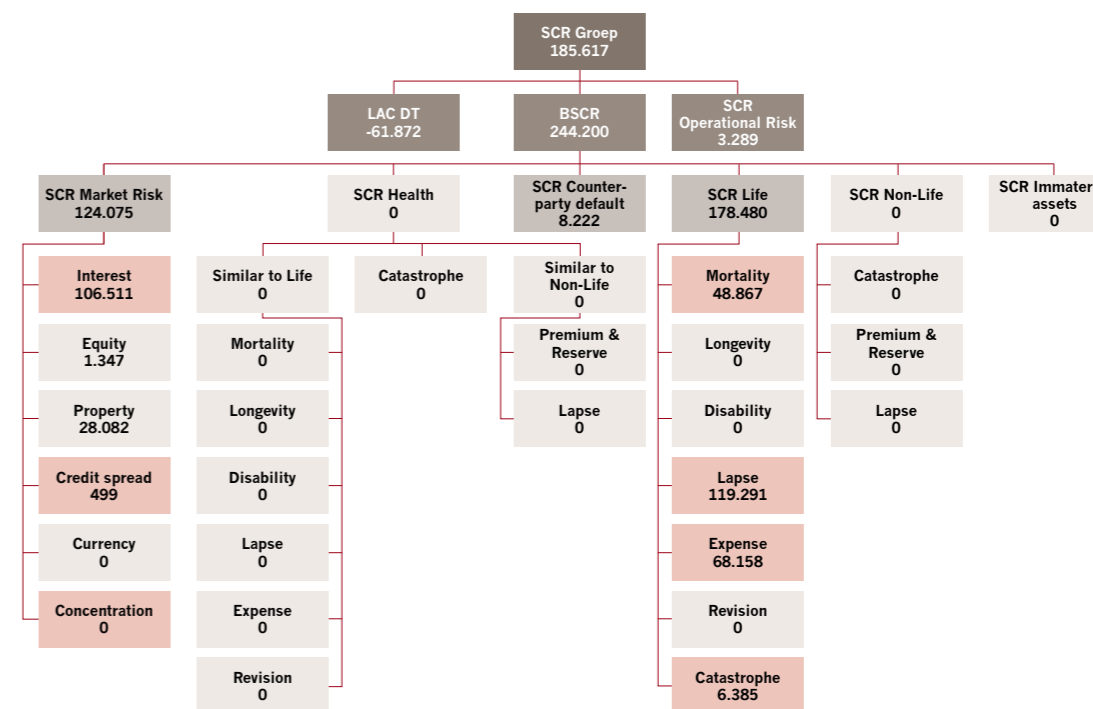 SCR Groep
185.617
LAC DT
-61.872
BSCR
244.200
SCR
Operational Risk
3.289
SCR Market Risk
124.075
SCR Health
0
SCR Counter-
party default
8.222
SCR Life
178.480
SCR Non-Life
0
SCR Immater
assets
0
Interest
106.511
Equity
1.347
Property
28.082
Credit spread
499
Currency
0
Concentration
0
Similar to Life
0
Mortality
0
Longevity
0
Disability
0
Lapse
0
Expense
0
Revision
0
Catastrophe
0
Similar to
Non-Life
0
Premium &
Reserve
0
Lapse
0
Mortality
48.867
Longevity
0
Disability
0
Lapse
119.291
Expense
68.158
Revision
0
Catastrophe
6.385
Catastrophe
0
Premium &
Reserve
0
Lapse
0